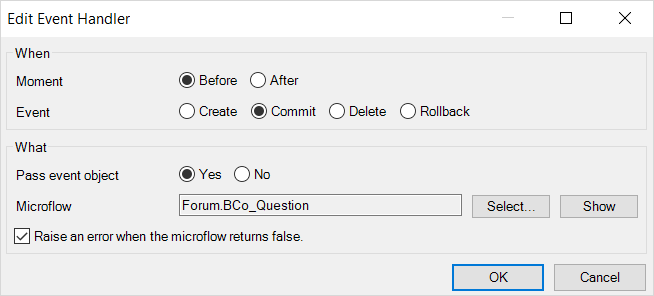 Edit Event Handler
When
Moment Before After
Event Create Commit Delete Rollback
What
Pass event object Yes No
Microflow Forum.BCo_Question Select... Show
Raise an error when the microflow returns false.
OK Cancel